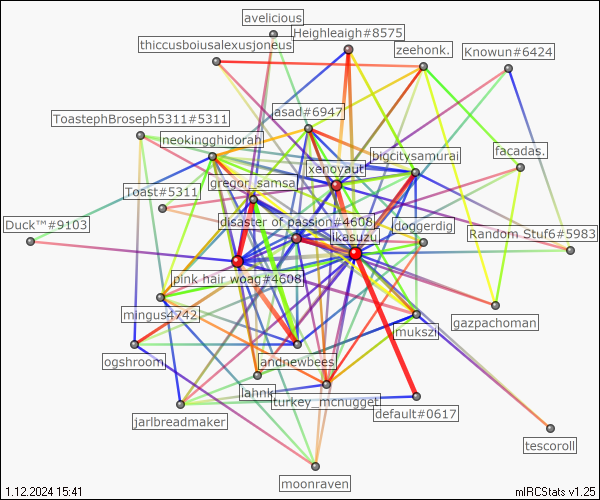 avelicious
Heighleaigh#8575
thiccusboiusalexusjoneus
zeehonk.
Knowun#6424
asad#6947
ToastephBroseph5311#5311
neokingghidorah
bigcitysamurai
facadas.
xenoyaut
gregor_samsa
Toast#5311
Duck™#9103
disaster of passion#4608
doggerdig
Random Stuf6#5983
ikasuzu
pink hair woag#4608
mingus4742
gazpachoman
mukszi
ogshroom
andnewbees
lahnk
turkey_mcnugget
default#0617
jarlbreadmaker
tescoroll
moonraven
1.12.2024 15:41
mIRCStats v1.25